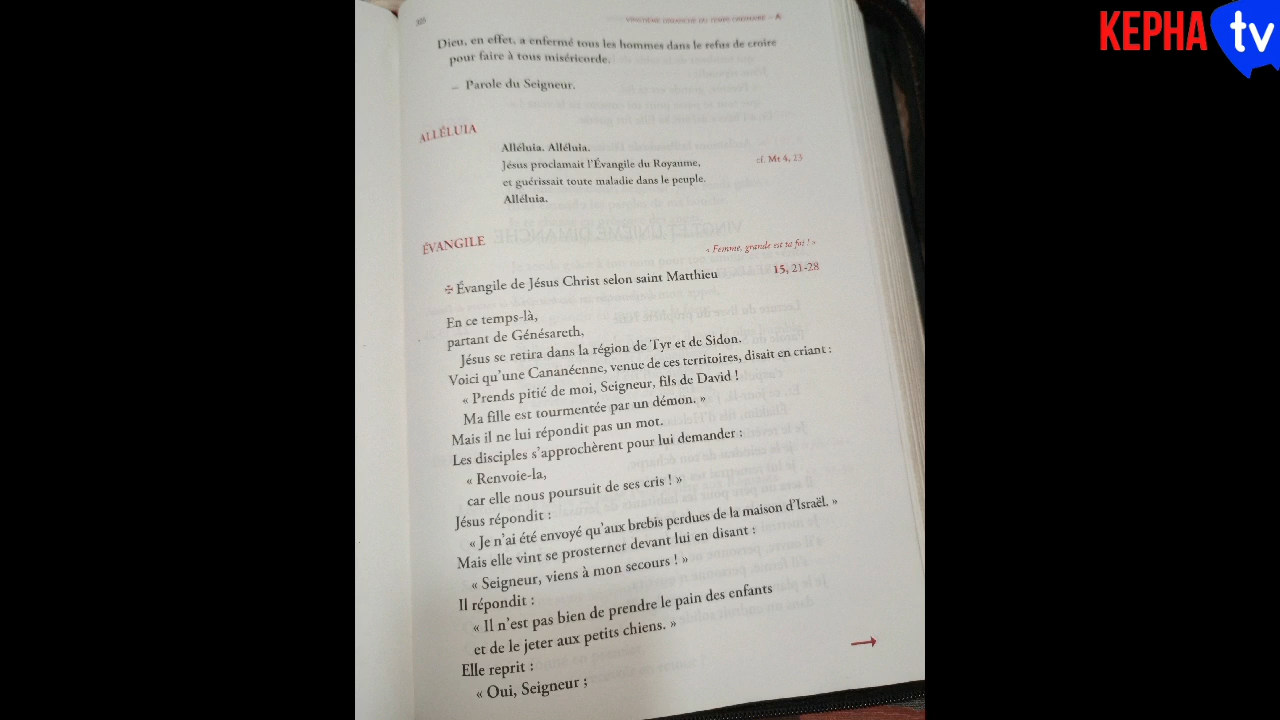 KEPHA tv
VINGTIÈME DIMANCHE DU TEMPS ORDINAIRE – A
Dieu, en effet, a enfermé tous les hommes dans le refus de croire
pour faire à tous miséricorde.
– Parole du Seigneur.
ALLÉLUIA
Alléluia. Alléluia.
Jésus proclamait l'Évangile du Royaume,
cf. Mt 4, 23
et guérissait toute maladie dans le peuple.
Alléluia.
ÉVANGILE
« Femme, grande est ta foi ! »
✠ Évangile de Jésus Christ selon saint Matthieu
15, 21-28
En ce temps-là,
partant de Génésareth,
Jésus se retira dans la région de Tyr et de Sidon.
Voici qu'une Cananéenne, venue de ces territoires, disait en criant :
« Prends pitié de moi, Seigneur, fils de David !
Ma fille est tourmentée par un démon. »
Mais il ne lui répondit pas un mot.
Les disciples s'approchèrent pour lui demander :
« Renvoie-la,
car elle nous poursuit de ses cris ! »
Jésus répondit :
« Je n'ai été envoyé qu'aux brebis perdues de la maison d'Israël. »
Mais elle vint se prosterner devant lui en disant :
« Seigneur, viens à mon secours ! »
Il répondit :
« Il n'est pas bien de prendre le pain des enfants
et de le jeter aux petits chiens. »
Elle reprit :
« Oui, Seigneur ;